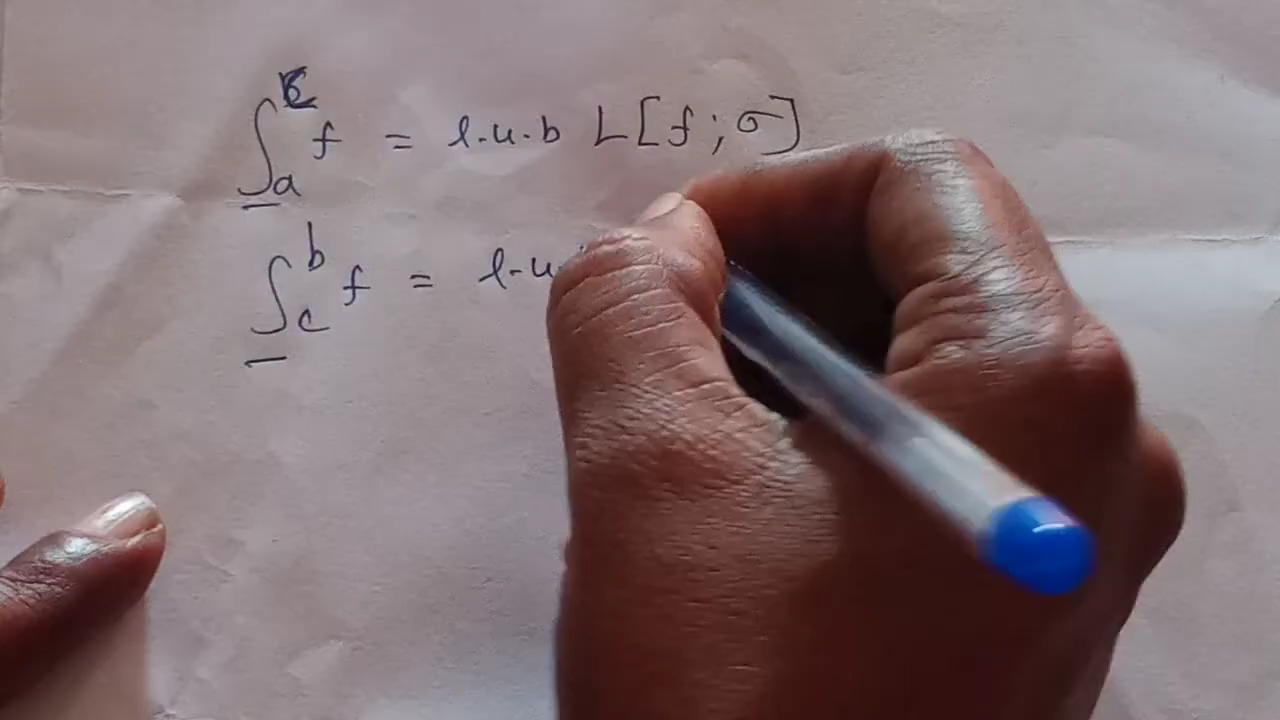 ∫_a^c f = l.u.b L[f ; σ]
∫_c^b f = l.u